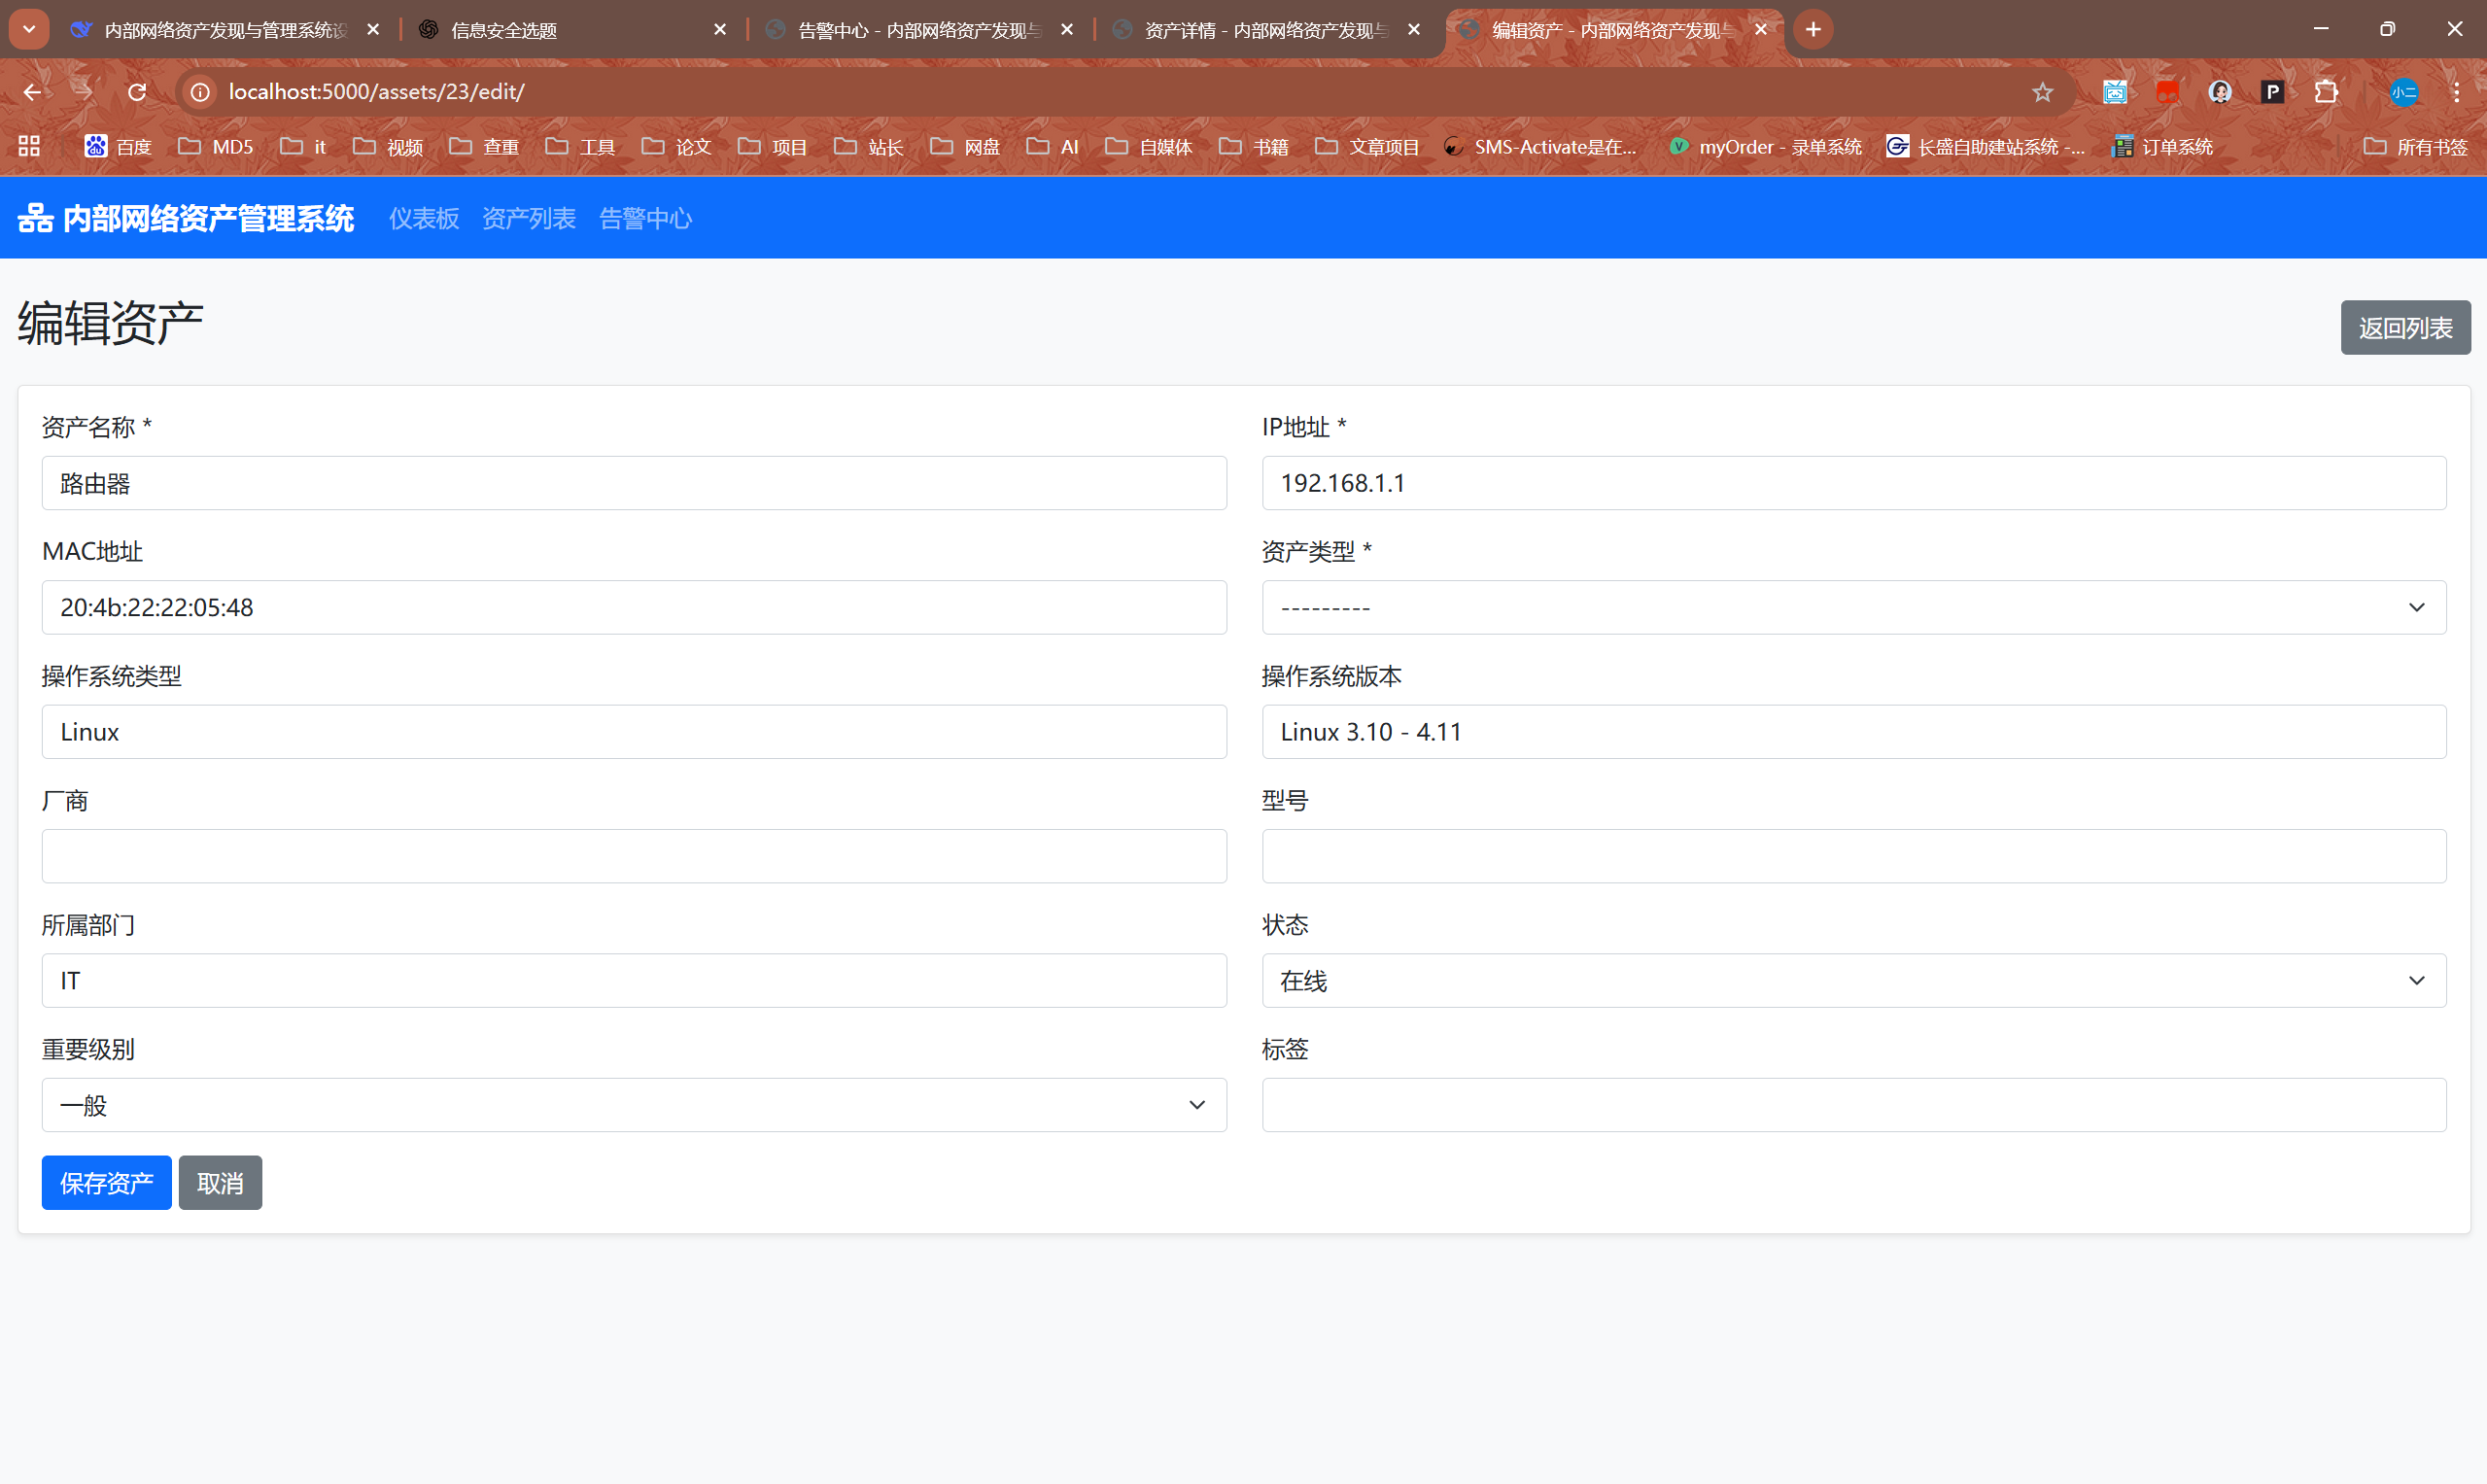 内部网络资产发现与管理系统设
信息安全选题
告警中心 - 内部网络资产发现与
资产详情 - 内部网络资产发现与
编辑资产 - 内部网络资产发现与
localhost:5000/assets/23/edit/
小二
百度
MD5
it
视频
查重
工具
论文
项目
站长
网盘
AI
自媒体
书籍
文章项目
SMS-Activate是在...
myOrder - 录单系统
长盛自助建站系统 -...
订单系统
所有书签
内部网络资产管理系统
仪表板
资产列表
告警中心
编辑资产
返回列表
资产名称 *
IP地址 *
路由器
192.168.1.1
MAC地址
资产类型 *
20:4b:22:22:05:48
---------
操作系统类型
操作系统版本
Linux
Linux 3.10 - 4.11
厂商
型号
所属部门
状态
IT
在线
重要级别
标签
一般
保存资产
取消